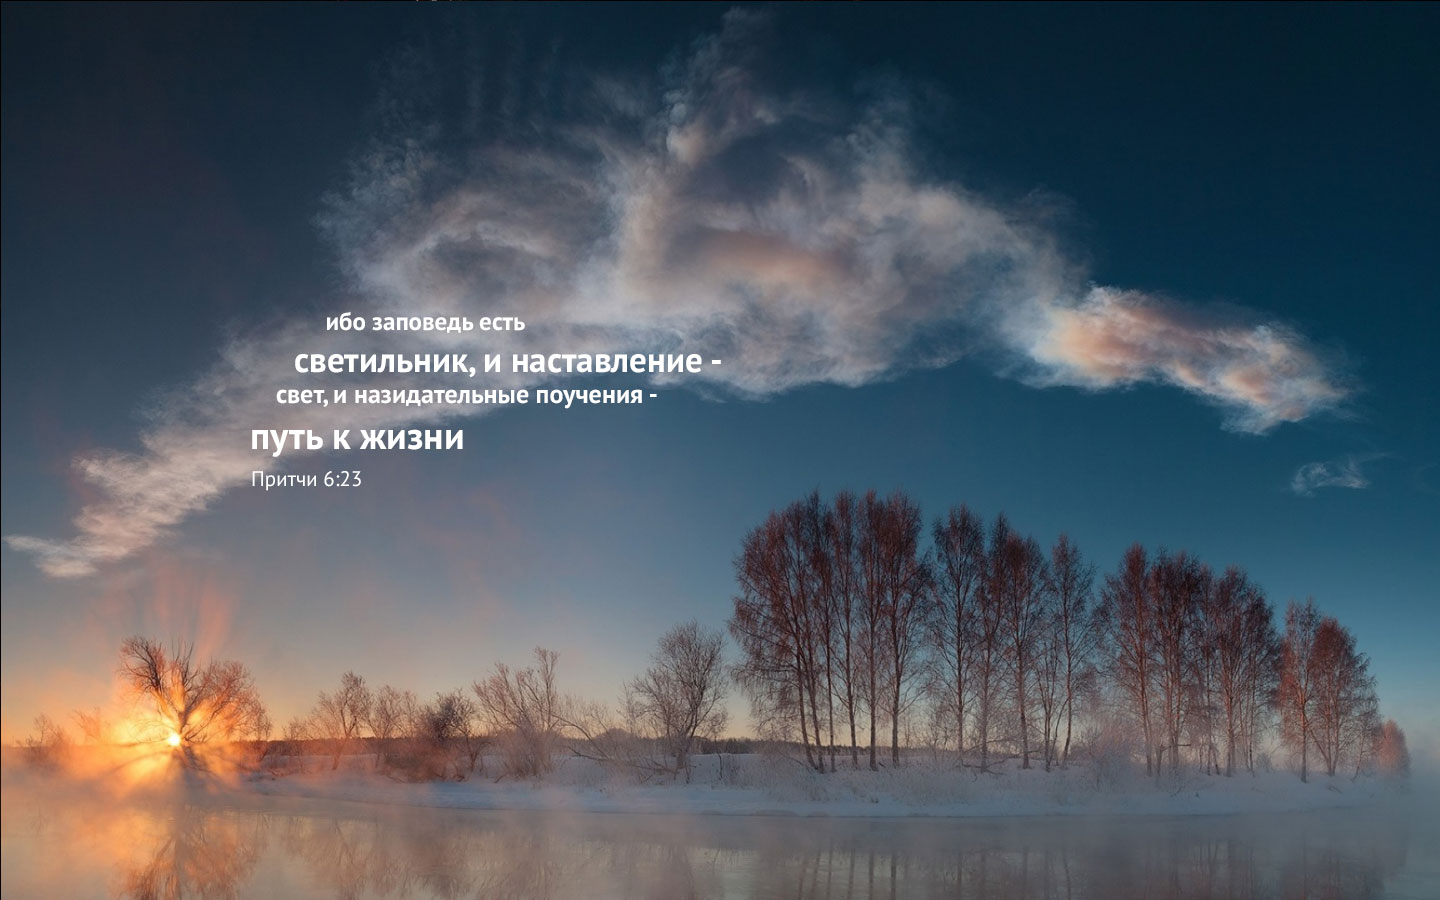 ибо заповедь есть
светильник, и наставление -
свет, и назидательные поучения -
путь к жизни
Притчи 6:23